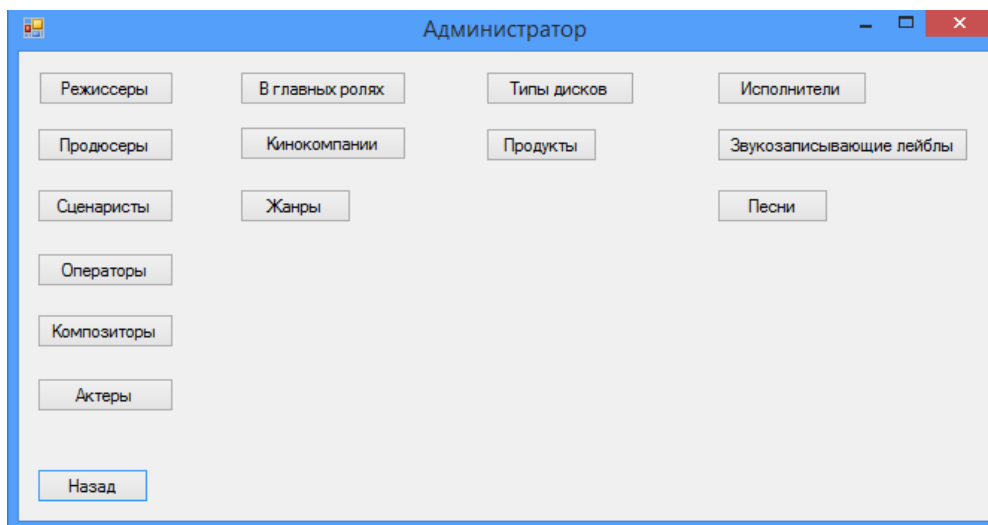 Администратор
Режиссеры
В главных ролях
Типы дисков
Исполнители
Продюсеры
Кинокомпании
Продукты
Звукозаписывающие лейблы
Сценаристы
Жанры
Песни
Операторы
Композиторы
Актеры
Назад